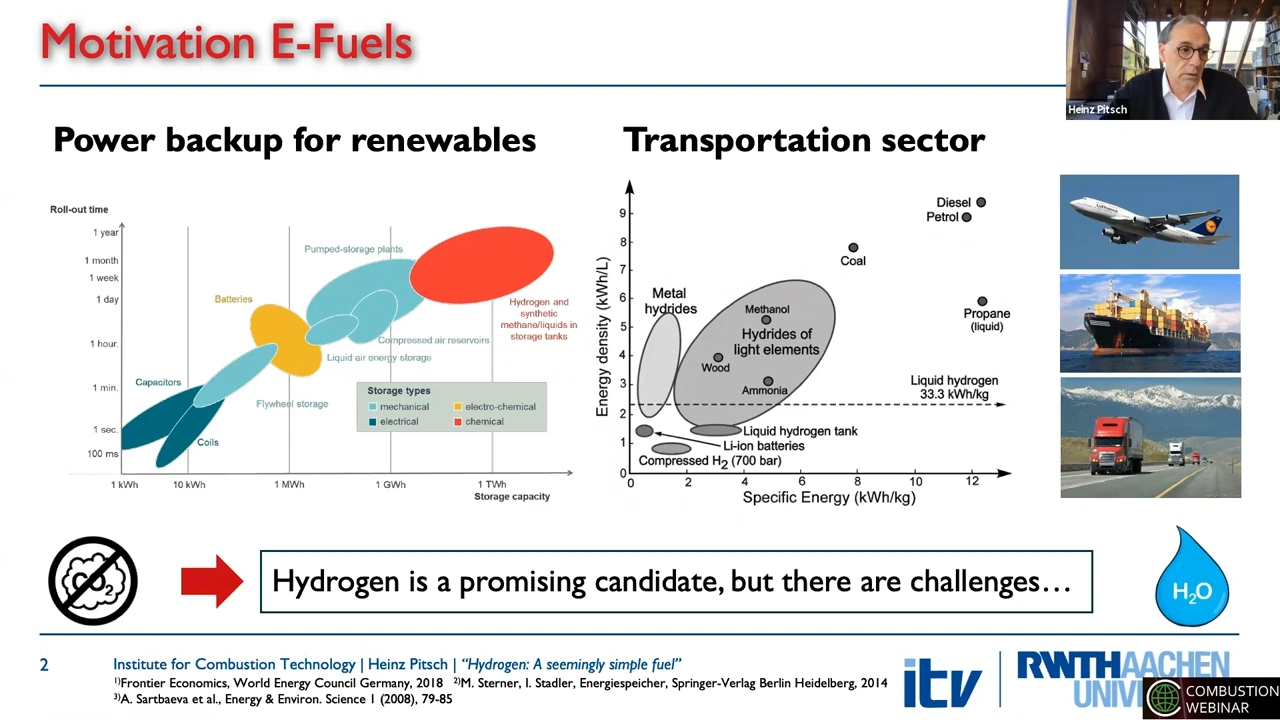 Motivation E-Fuels
Heinz Pitsch
Power backup for renewables
Roll-out time
1 year
1 month
1 week
1 day
1 hour.
1 min.
1 sec.
100 ms
1 kWh
10 kWh
1 MWh
1 GWh
1 TWh
Storage capacity
Pumped-storage plants
Batteries
Hydrogen and
synthetic
methane/liquids in
storage tanks
Compressed air reservoirs
Liquid air energy storage
Capacitors
Flywheel storage
Coils
Storage types
mechanical
electro-chemical
electrical
chemical
Transportation sector
Energy density (kWh/L)
9
8
7
6
5
4
3
2
1
0
0
2
4
6
8
10
12
Specific Energy (kWh/kg)
Diesel
Petrol
Coal
Metal
hydrides
Methanol
Hydrides of
light elements
Wood
Ammonia
Propane
(liquid)
Liquid hydrogen
33.3 kWh/kg
Liquid hydrogen tank
Li-ion batteries
Compressed H2 (700 bar)
Lufthansa
CO2
Hydrogen is a promising candidate, but there are challenges…
H2O
2
Institute for Combustion Technology | Heinz Pitsch | “Hydrogen: A seemingly simple fuel”
1)Frontier Economics, World Energy Council Germany, 2018 2)M. Sterner, I. Stadler, Energiespeicher, Springer-Verlag Berlin Heidelberg, 2014
3)A. Sartbaeva et al., Energy & Environ. Science 1 (2008), 79-85
itv
RWTHAACHEN
UNIV
COMBUSTION
WEBINAR